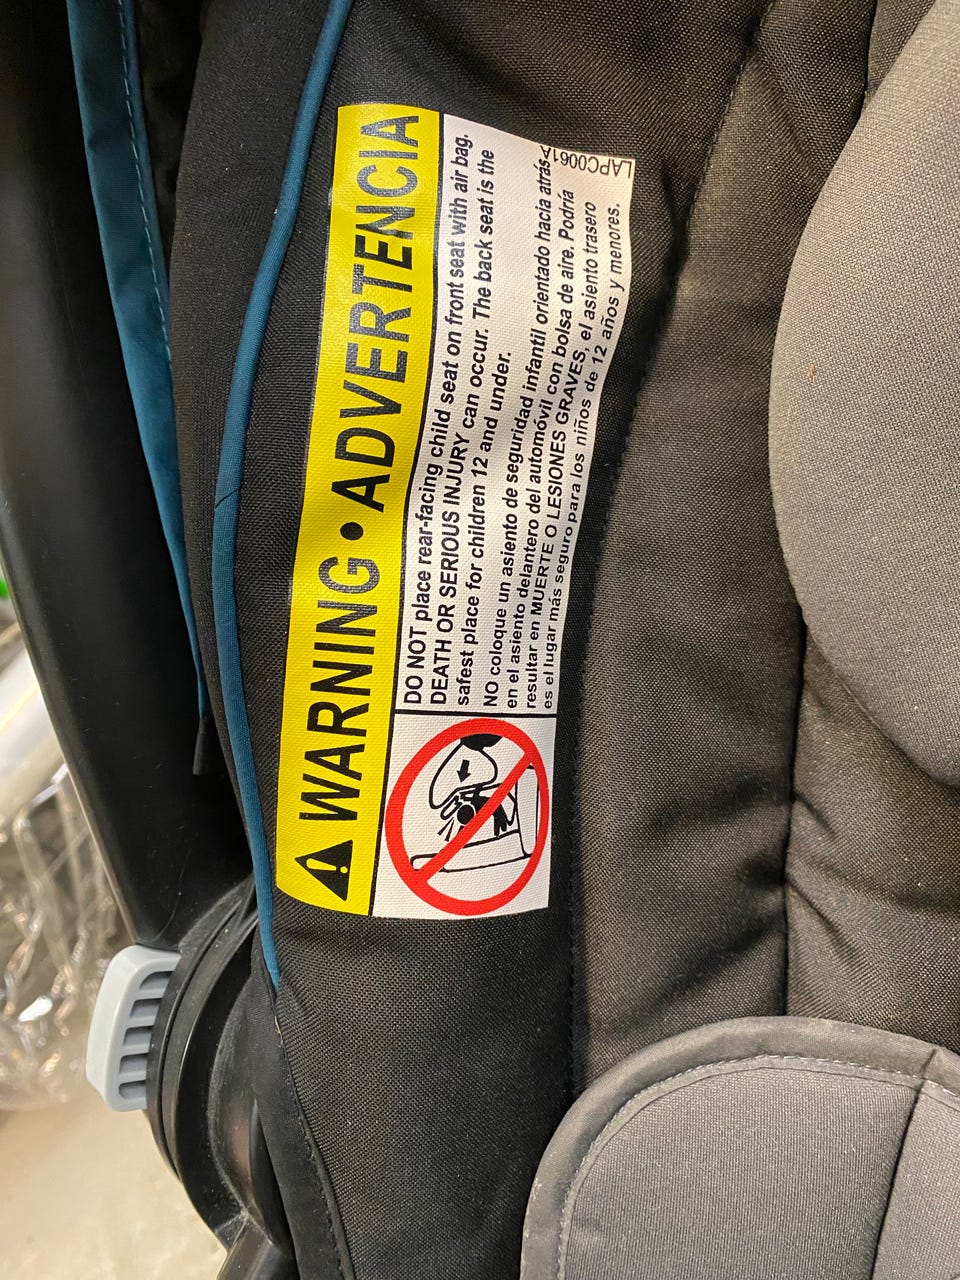 WARNING • ADVERTENCIA
DO NOT place rear-facing child seat on front seat with air bag.
DEATH OR SERIOUS INJURY can occur. The back seat is the
safest place for children 12 and under.
NO coloque un asiento de seguridad infantil orientado hacia atrás
en el asiento delantero del automóvil con bolsa de aire. Podría
resultar en MUERTE O LESIONES GRAVES, el asiento trasero
es el lugar más seguro para los niños de 12 años y menores.